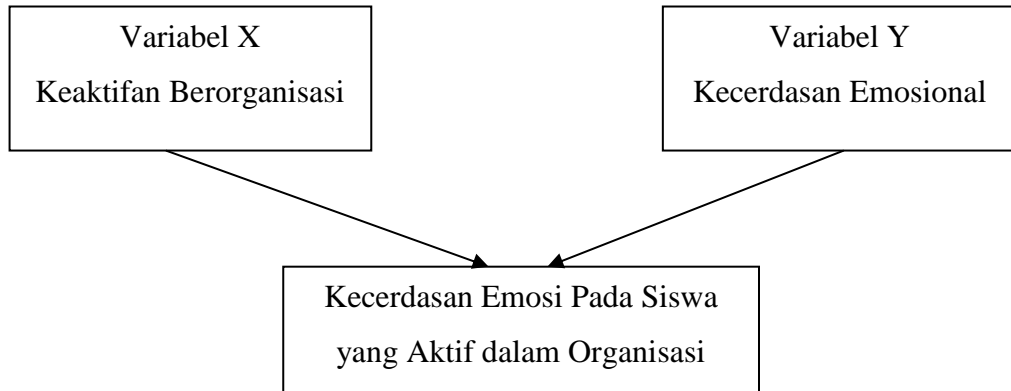 Variabel X
Keaktifan Berorganisasi
Variabel Y
Kecerdasan Emosional
Kecerdasan Emosi Pada Siswa
yang Aktif dalam Organisasi